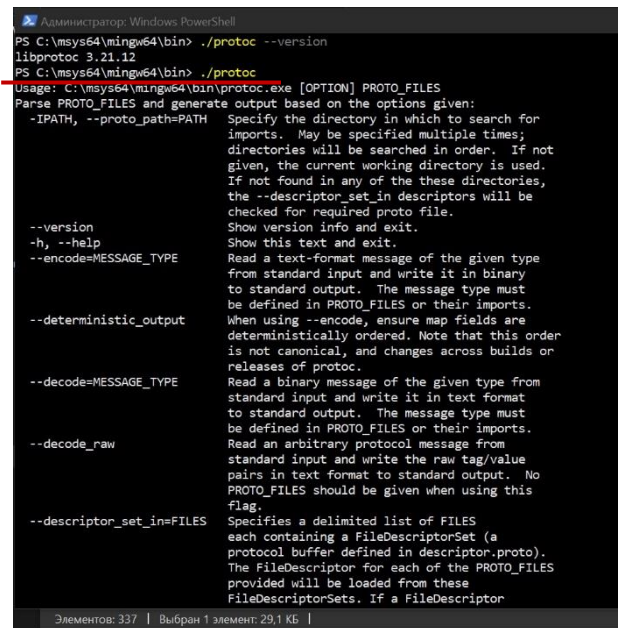 Администратор: Windows PowerShell
PS C:\msys64\mingw64\bin> ./protoc --version
libprotoc 3.21.12
PS C:\msys64\mingw64\bin> ./protoc
Usage: C:\msys64\mingw64\bin\protoc.exe [OPTION] PROTO_FILES
Parse PROTO_FILES and generate output based on the options given:
  -IPATH, --proto_path=PATH   Specify the directory in which to search for
                              imports.  May be specified multiple times;
                              directories will be searched in order.  If not
                              given, the current working directory is used.
                              If not found in any of the these directories,
                              the --descriptor_set_in descriptors will be
                              checked for required proto file.
  --version                   Show version info and exit.
  -h, --help                  Show this text and exit.
  --encode=MESSAGE_TYPE       Read a text-format message of the given type
                              from standard input and write it in binary
                              to standard output.  The message type must
                              be defined in PROTO_FILES or their imports.
  --deterministic_output      When using --encode, ensure map fields are
                              deterministically ordered. Note that this order
                              is not canonical, and changes across builds or
                              releases of protoc.
  --decode=MESSAGE_TYPE       Read a binary message of the given type from
                              standard input and write it in text format
                              to standard output.  The message type must
                              be defined in PROTO_FILES or their imports.
  --decode_raw                Read an arbitrary protocol message from
                              standard input and write the raw tag/value
                              pairs in text format to standard output.  No
                              PROTO_FILES should be given when using this
                              flag.
  --descriptor_set_in=FILES   Specifies a delimited list of FILES
                              each containing a FileDescriptorSet (a
                              protocol buffer defined in descriptor.proto).
                              The FileDescriptor for each of the PROTO_FILES
                              provided will be loaded from these
                              FileDescriptorSets. If a FileDescriptor
Элементов: 337 | Выбран 1 элемент: 29,1 КБ |